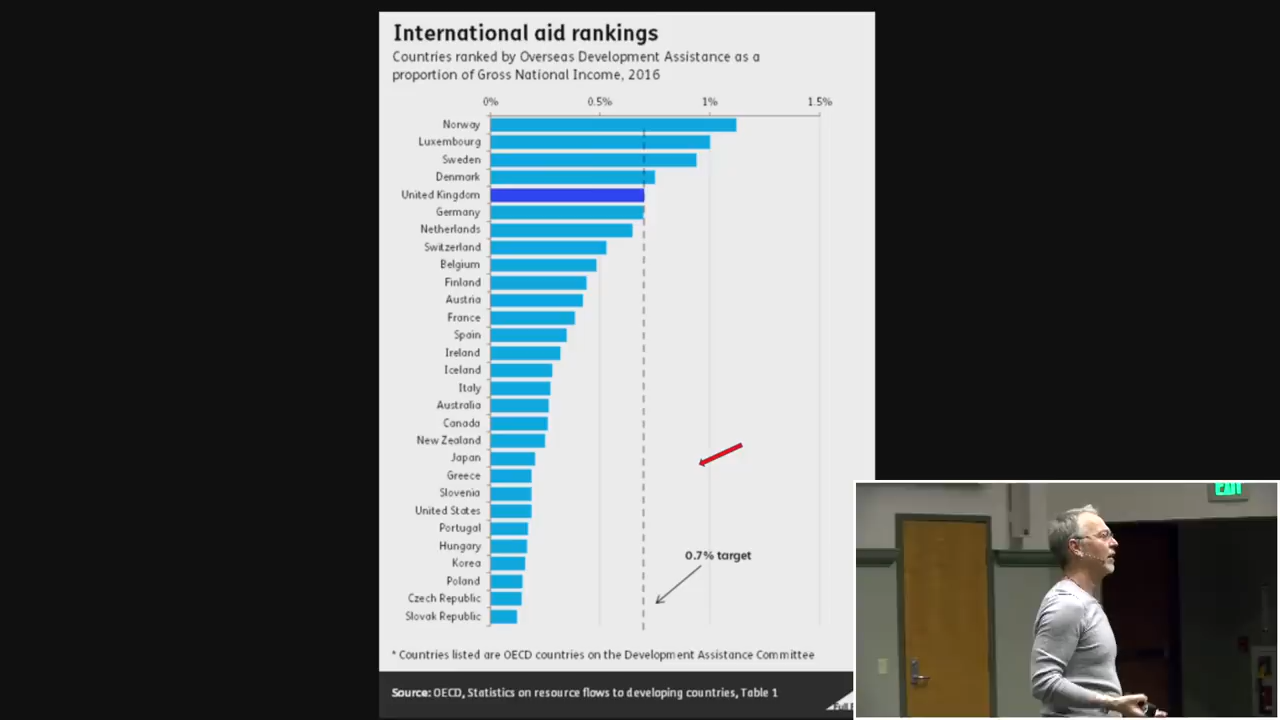 International aid rankings
Countries ranked by Overseas Development Assistance as a
proportion of Gross National Income, 2016
0% 0.5% 1% 1.5%
Norway
Luxembourg
Sweden
Denmark
United Kingdom
Germany
Netherlands
Switzerland
Belgium
Finland
Austria
France
Spain
Ireland
Iceland
Italy
Australia
Canada
New Zealand
Japan
Greece
Slovenia
United States
Portugal
Hungary
Korea
0.7% target
Poland
Czech Republic
Slovak Republic
* Countries listed are OECD countries on the Development Assistance Committee
Source: OECD, Statistics on resource flows to developing countries, Table 1